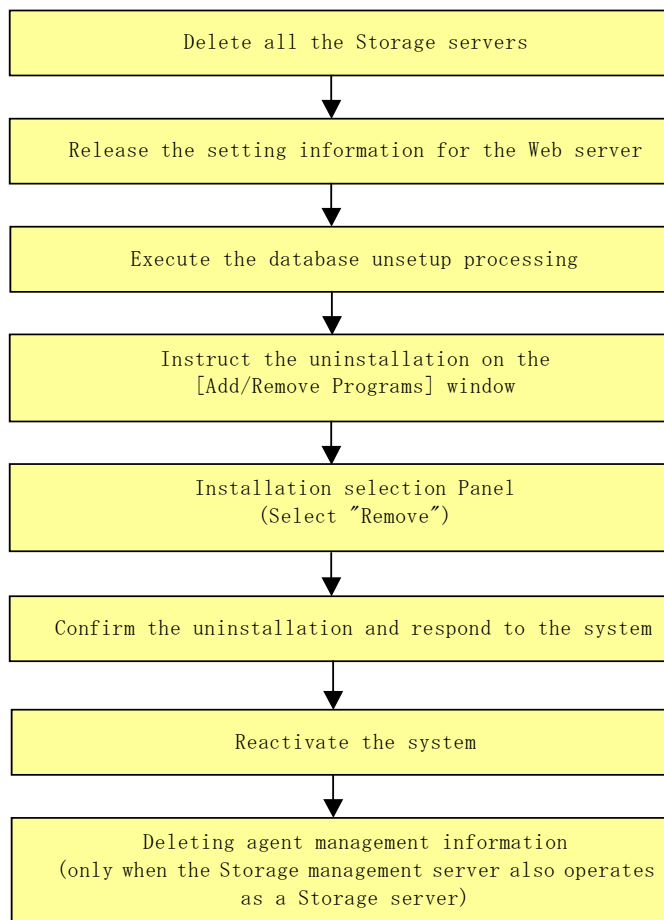 Delete all the Storage servers
Release the setting information for the Web server
Execute the database unsetup processing
Instruct the uninstallation on the
[Add/Remove Programs] window
Installation selection Panel
(Select "Remove")
Confirm the uninstallation and respond to the system
Reactivate the system
Deleting agent management information
(only when the Storage management server also operates
as a Storage server)